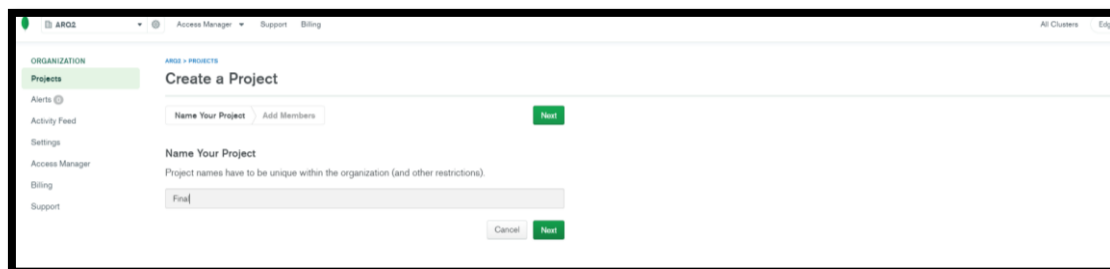 ARQ2 Access Manager Support Billing All Clusters
ORGANIZATION
Projects
Alerts
Activity Feed
Settings
Access Manager
Billing
Support
ARQ2 > PROJECTS
Create a Project
Name Your Project Add Members Next
Name Your Project
Project names have to be unique within the organization (and other restrictions).
Final
Cancel Next